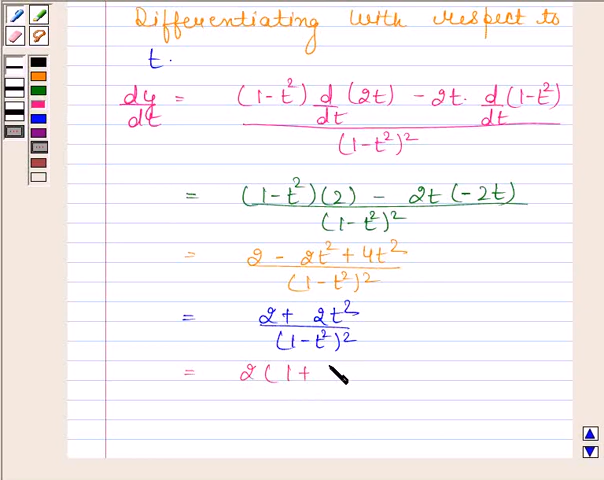 Differentiating with respect to
t.
dy/dt = ((1-t²) d/dt (2t) - 2t. d/dt (1-t²))/(1-t²)²
= ((1-t²)(2) - 2t(-2t))/(1-t²)²
= (2 - 2t² + 4t²)/(1-t²)²
= (2 + 2t²)/(1-t²)²
= 2(1+